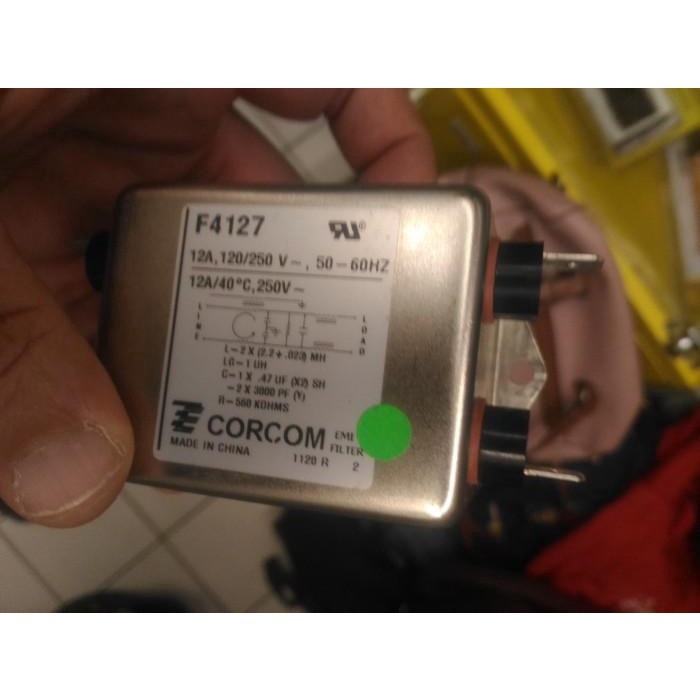 F4127
12A, 120/250 V~, 50-60HZ
12A/40°C, 250V~
LINE
LOAD
L-2 X (2.2+.023) MH
LG-1 UH
C-1 X .47 UF (X2) SH
-2 X 3000 PF (Y)
R-560 KOHMS
CORCOM
EMI
FILTER
MADE IN CHINA
1120 R 2